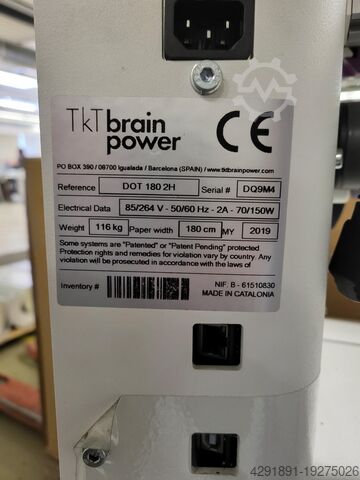 TkT brain
power
CE
PO BOX 390 / 08700 Igualada / Barcelona (SPAIN) / www.tktbrainpower.com
Reference DOT 180 2H Serial # DQ9M4
Electrical Data 85/264 V - 50/60 Hz - 2A - 70/150W
Weight 116 kg Paper width 180 cm MY 2019
Some systems are "Patented" or "Patent Pending" protected
Protection rights and remedies for violation vary by country. Any
violation will be prosecuted in accordance with the laws of
Inventory # NIF. B - 61510830
MADE IN CATALONIA
4291891-19275026